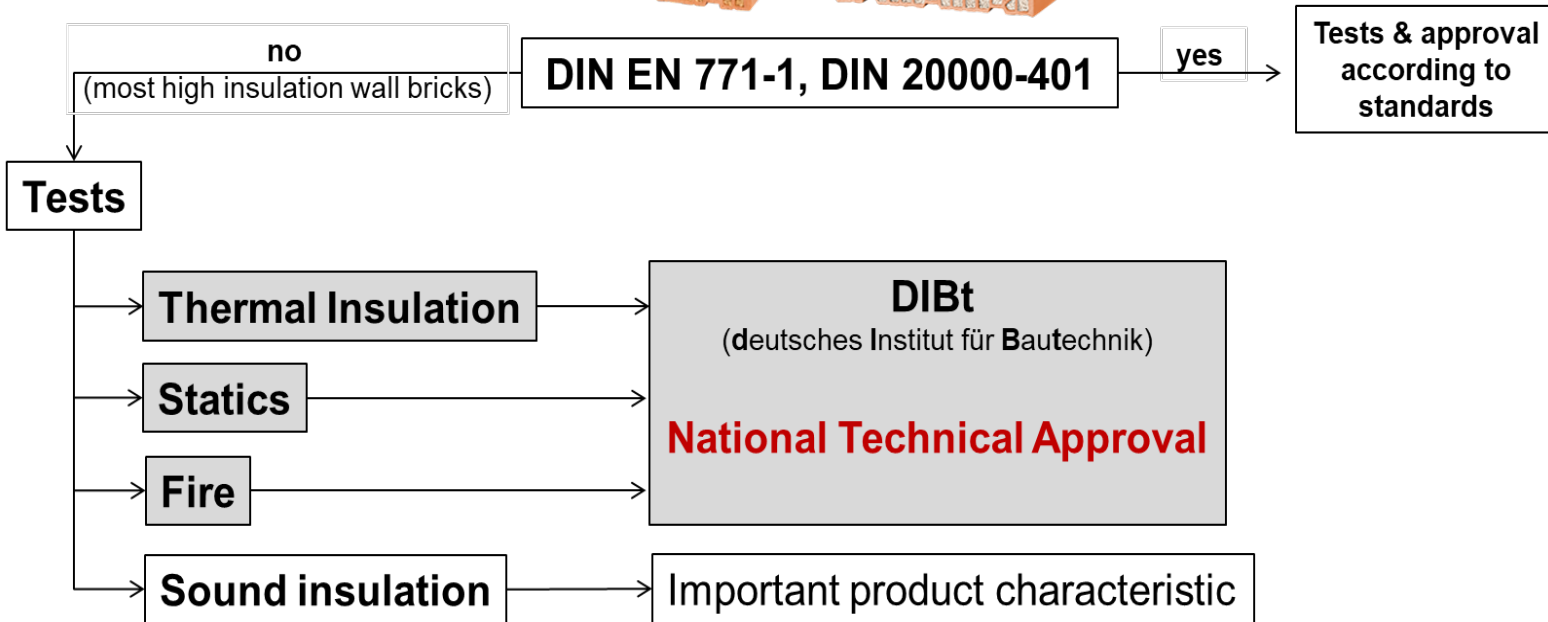 no
(most high insulation wall bricks)
DIN EN 771-1, DIN 20000-401
yes
Tests & approval
according to
standards
Tests
Thermal Insulation
Statics
Fire
Sound insulation
DIBt
(deutsches Institut für Bautechnik)
National Technical Approval
Important product characteristic